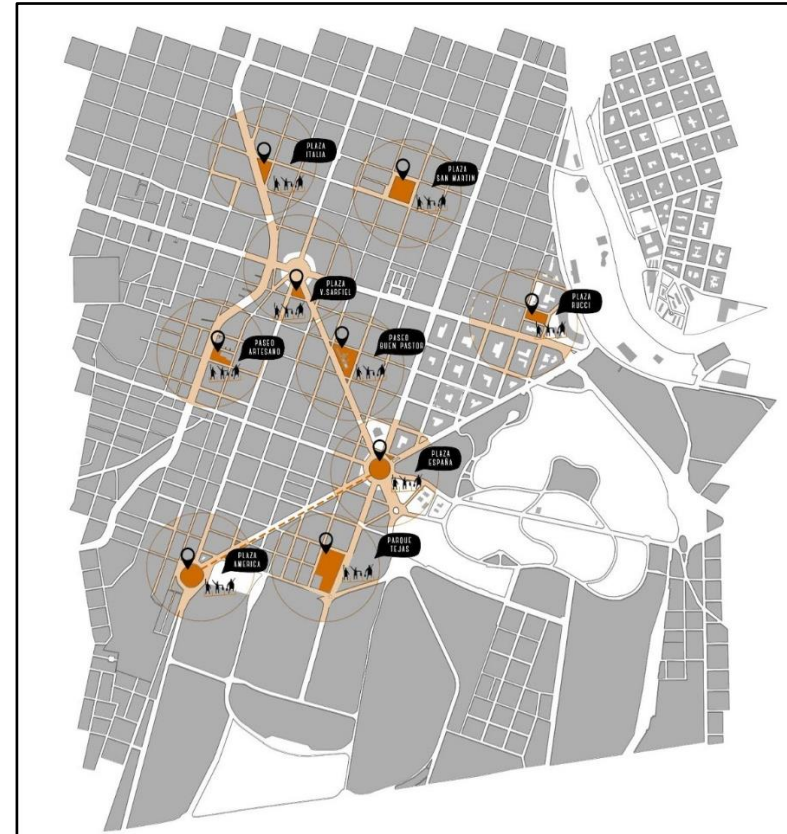 PLAZA
ITALIA
PLAZA
SAN MARTIN
PLAZA
V.SARFIEL
PLAZA
RUCCI
PASEO
ARTESANO
PASEO
BUEN PASTOR
PLAZA
ESPAÑA
PARQUE
TEJAS
PLAZA
AMERICA